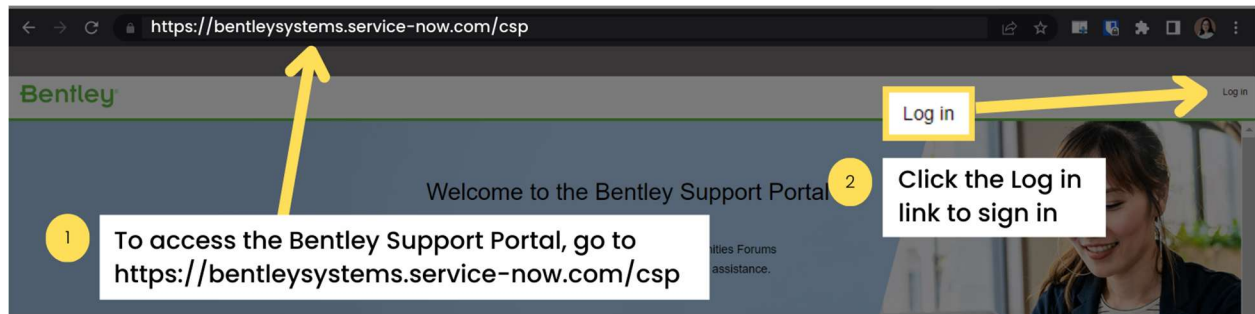 https://bentleysystems.service-now.com/csp
Bentley
Log in
Log in
Welcome to the Bentley Support Portal
2
Click the Log in
link to sign in
1
To access the Bentley Support Portal, go to
https://bentleysystems.service-now.com/csp
Forums
assistance.